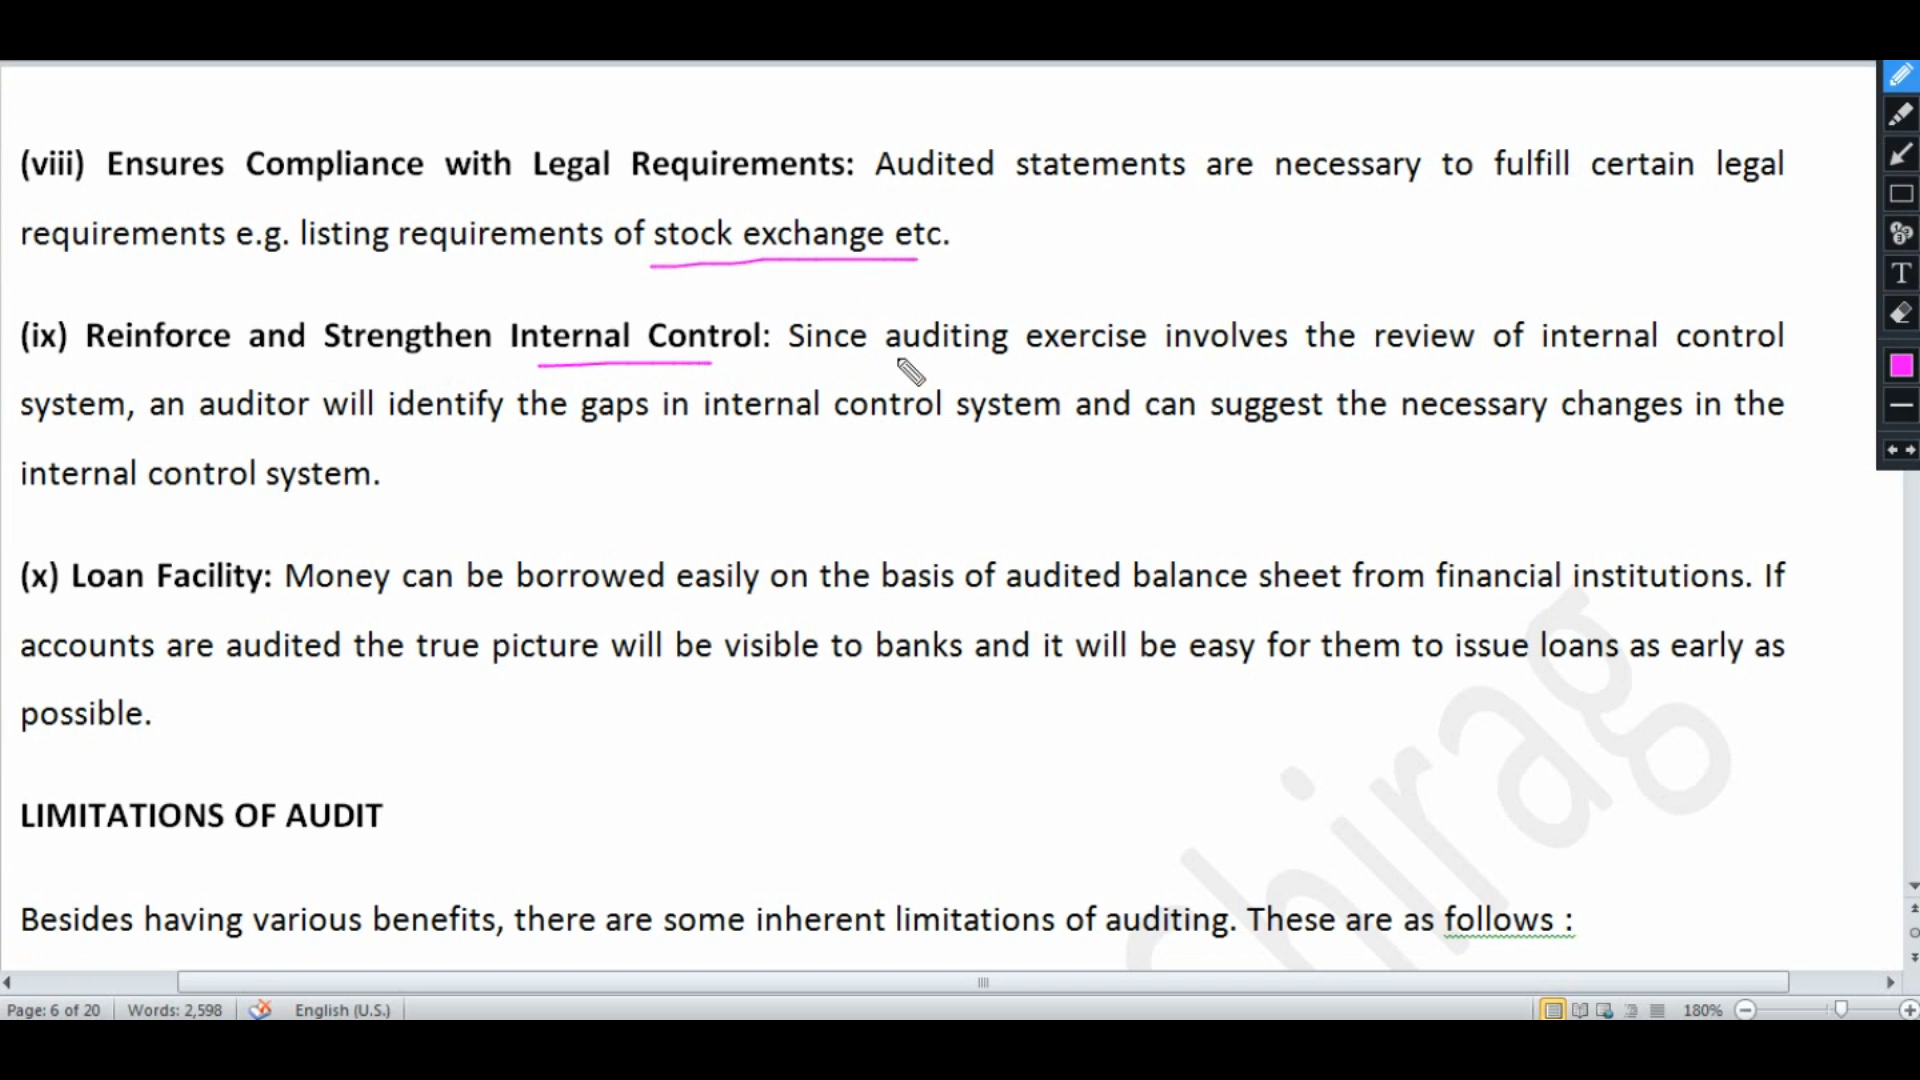 (viii) Ensures Compliance with Legal Requirements: Audited statements are necessary to fulfill certain legal
requirements e.g. listing requirements of stock exchange etc.
(ix) Reinforce and Strengthen Internal Control: Since auditing exercise involves the review of internal control
system, an auditor will identify the gaps in internal control system and can suggest the necessary changes in the
internal control system.
(x) Loan Facility: Money can be borrowed easily on the basis of audited balance sheet from financial institutions. If
accounts are audited the true picture will be visible to banks and it will be easy for them to issue loans as early as
possible.
LIMITATIONS OF AUDIT
Besides having various benefits, there are some inherent limitations of auditing. These are as follows :
hirag
Page: 6 of 20 Words: 2,598 English (U.S.) 180%